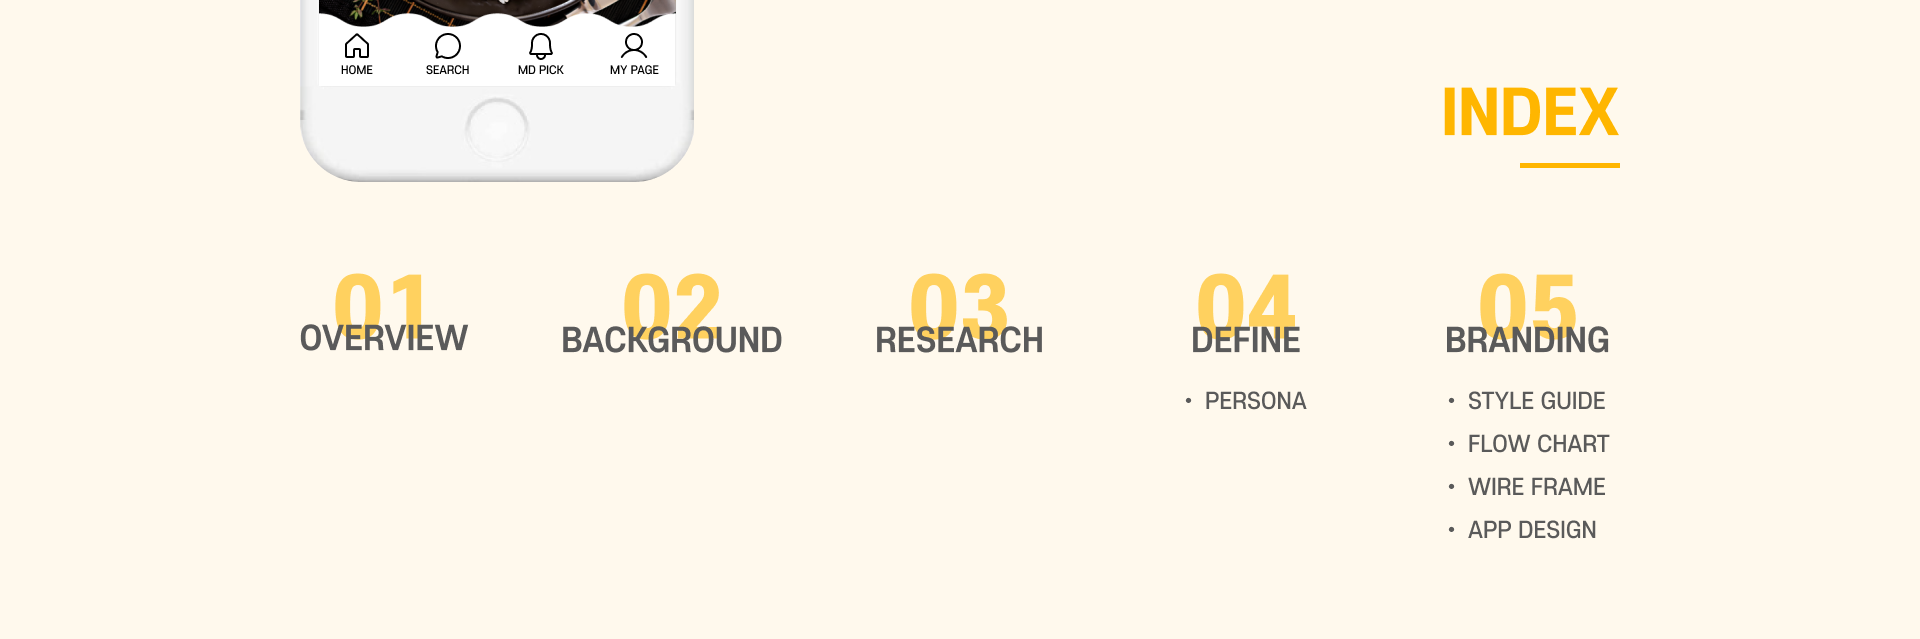 HOME
SEARCH
MD PICK
MY PAGE
INDEX
01
OVERVIEW
02
BACKGROUND
03
RESEARCH
04
DEFINE
• PERSONA
05
BRANDING
• STYLE GUIDE
• FLOW CHART
• WIRE FRAME
• APP DESIGN